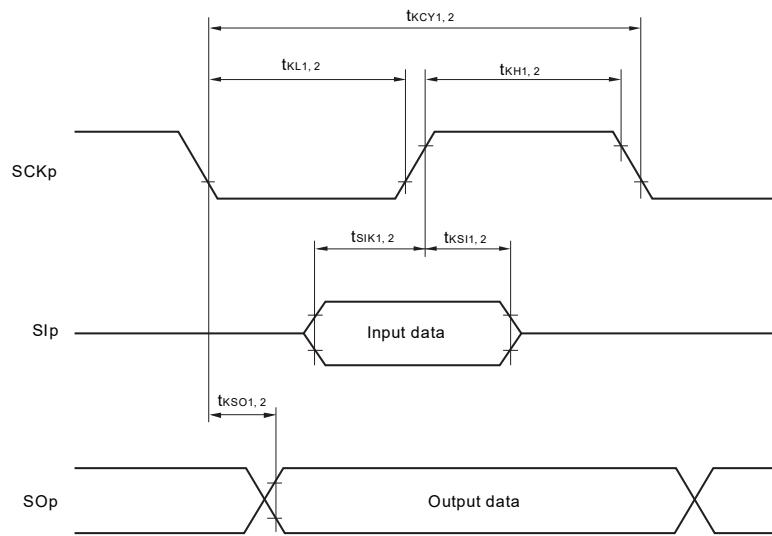 tKCY1, 2
tKL1, 2
tKH1, 2
SCKp
tSIK1, 2
tKSI1, 2
SIp
Input data
tKSO1, 2
SOp
Output data